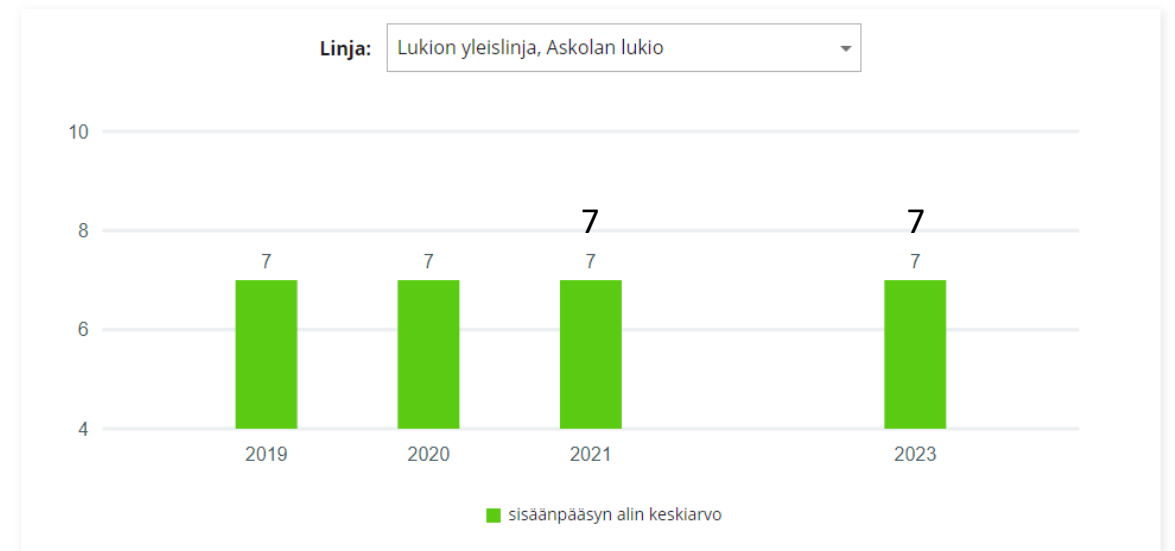 Linja: Lukion yleislinja, Askolan lukio
10
8
6
4
7 7
7 7 7 7
2019 2020 2021 2023
sisäänpääsyn alin keskiarvo